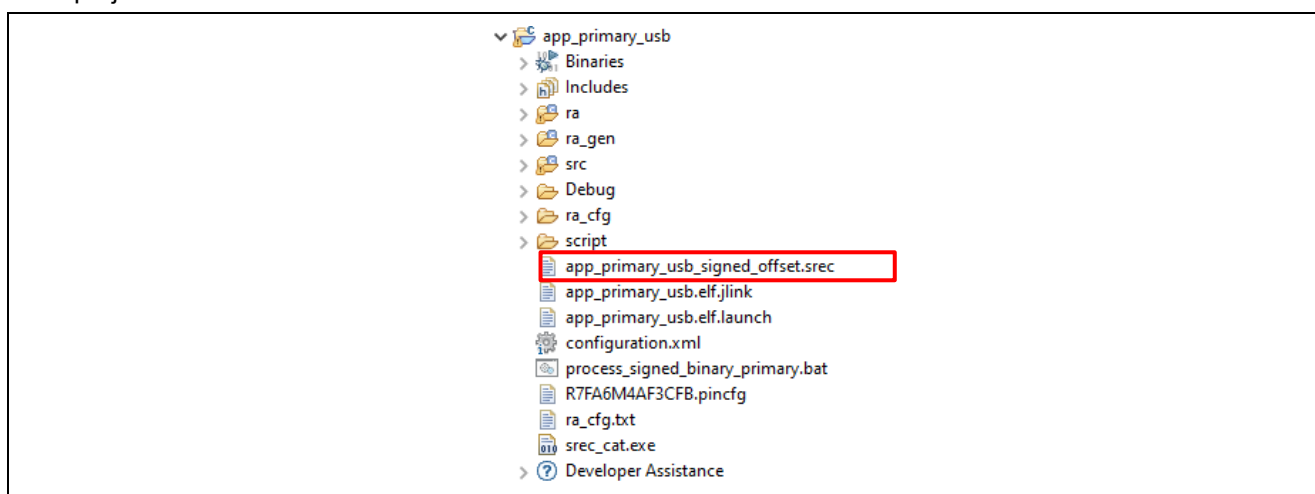 app_primary_usb
Binaries
Includes
ra
ra_gen
src
Debug
ra_cfg
script
app_primary_usb_signed_offset.srec
app_primary_usb.elf.jlink
app_primary_usb.elf.launch
configuration.xml
process_signed_binary_primary.bat
R7FA6M4AF3CFB.pincfg
ra_cfg.txt
srec_cat.exe
Developer Assistance